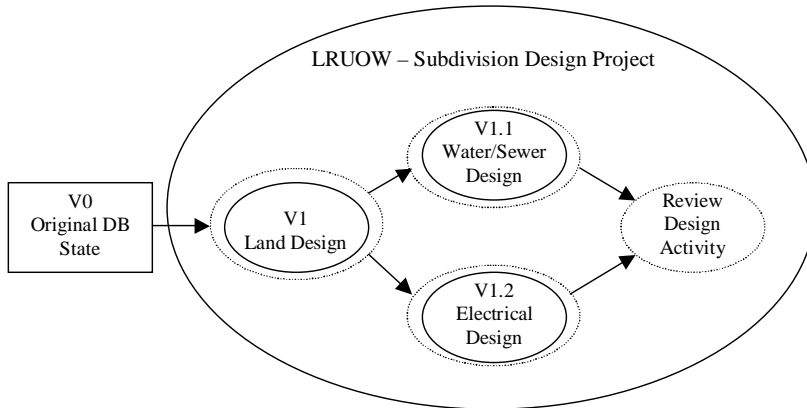 LRUOW – Subdivision Design Project
V0
Original DB
State
V1
Land Design
V1.1
Water/Sewer
Design
V1.2
Electrical
Design
Review
Design
Activity